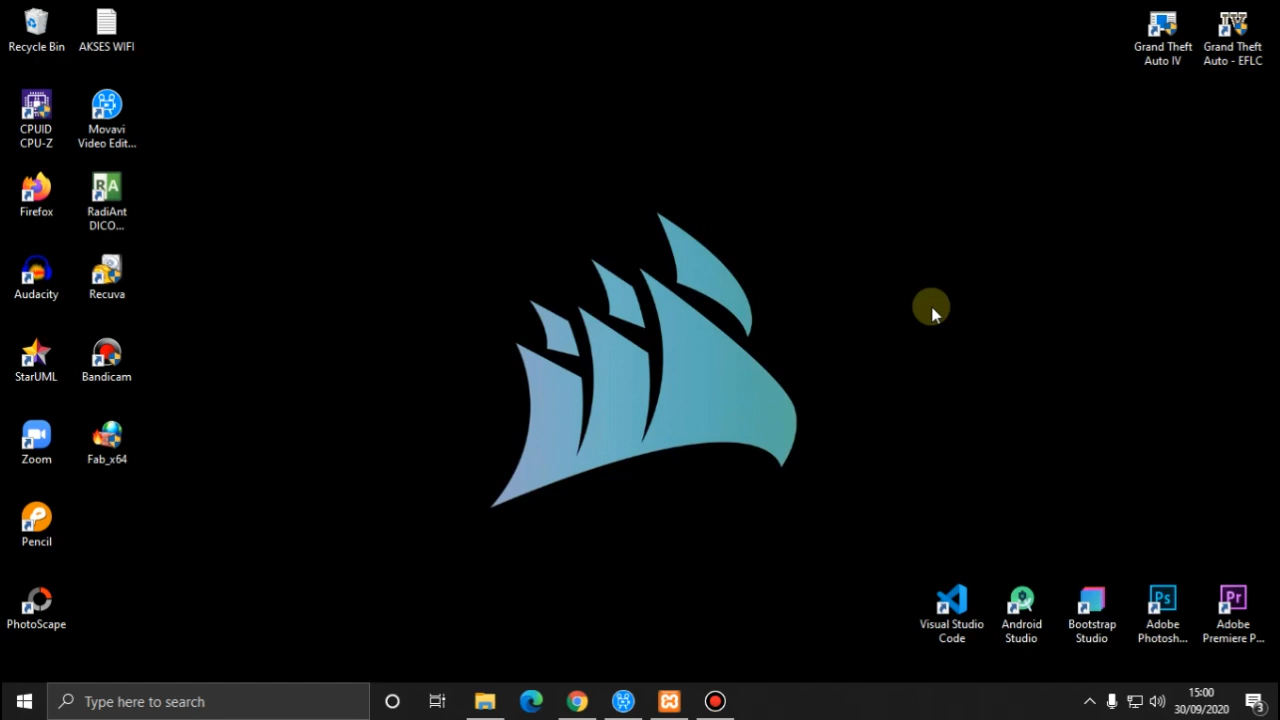 Recycle Bin
AKSES WIFI
CPUID
CPU-Z
Movavi
Video Edit...
Firefox
RadiAnt
DICO...
Audacity
Recuva
StarUML
Bandicam
Zoom
Fab_x64
Pencil
PhotoScape
Grand Theft
Auto IV
Grand Theft
Auto - EFLC
Visual Studio
Code
Android
Studio
Bootstrap
Studio
Adobe
Photosh...
Adobe
Premiere P...
Type here to search
15:00
30/09/2020
3